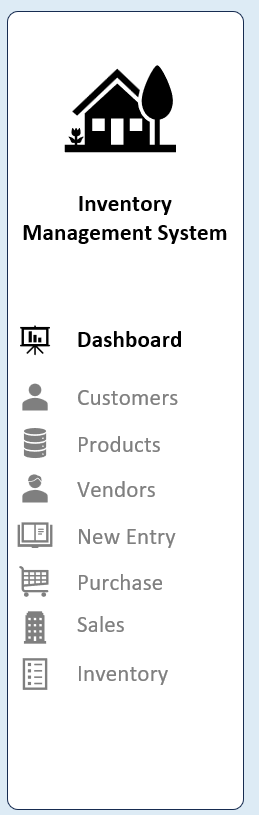 Inventory
Management System
Dashboard
Customers
Products
Vendors
New Entry
Purchase
Sales
Inventory